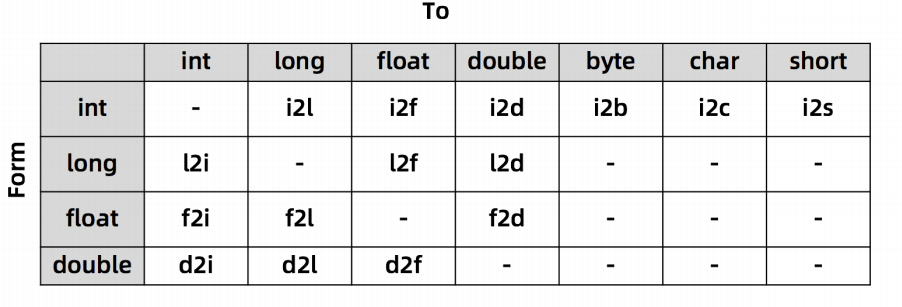 To
int long float double byte char short
int - i2l i2f i2d i2b i2c i2s
Form
long l2i - l2f l2d - - -
float f2i f2l - f2d - - -
double d2i d2l d2f - - - -